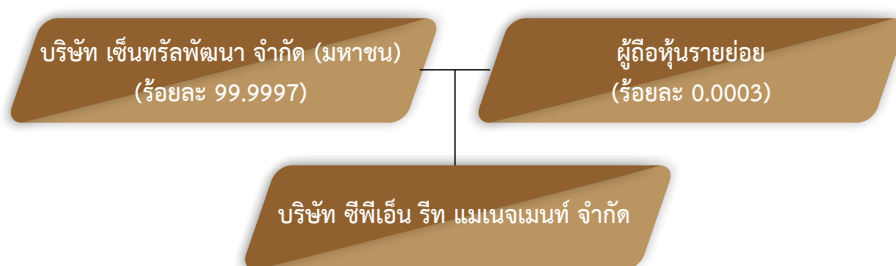 บริษัท เซ็นทรัลพัฒนา จำกัด (มหาชน)
(ร้อยละ 99.9997)
ผู้ถือหุ้นรายย่อย
(ร้อยละ 0.0003)
บริษัท ซีพีเอ็น รีท แมเนจเมนท์ จำกัด